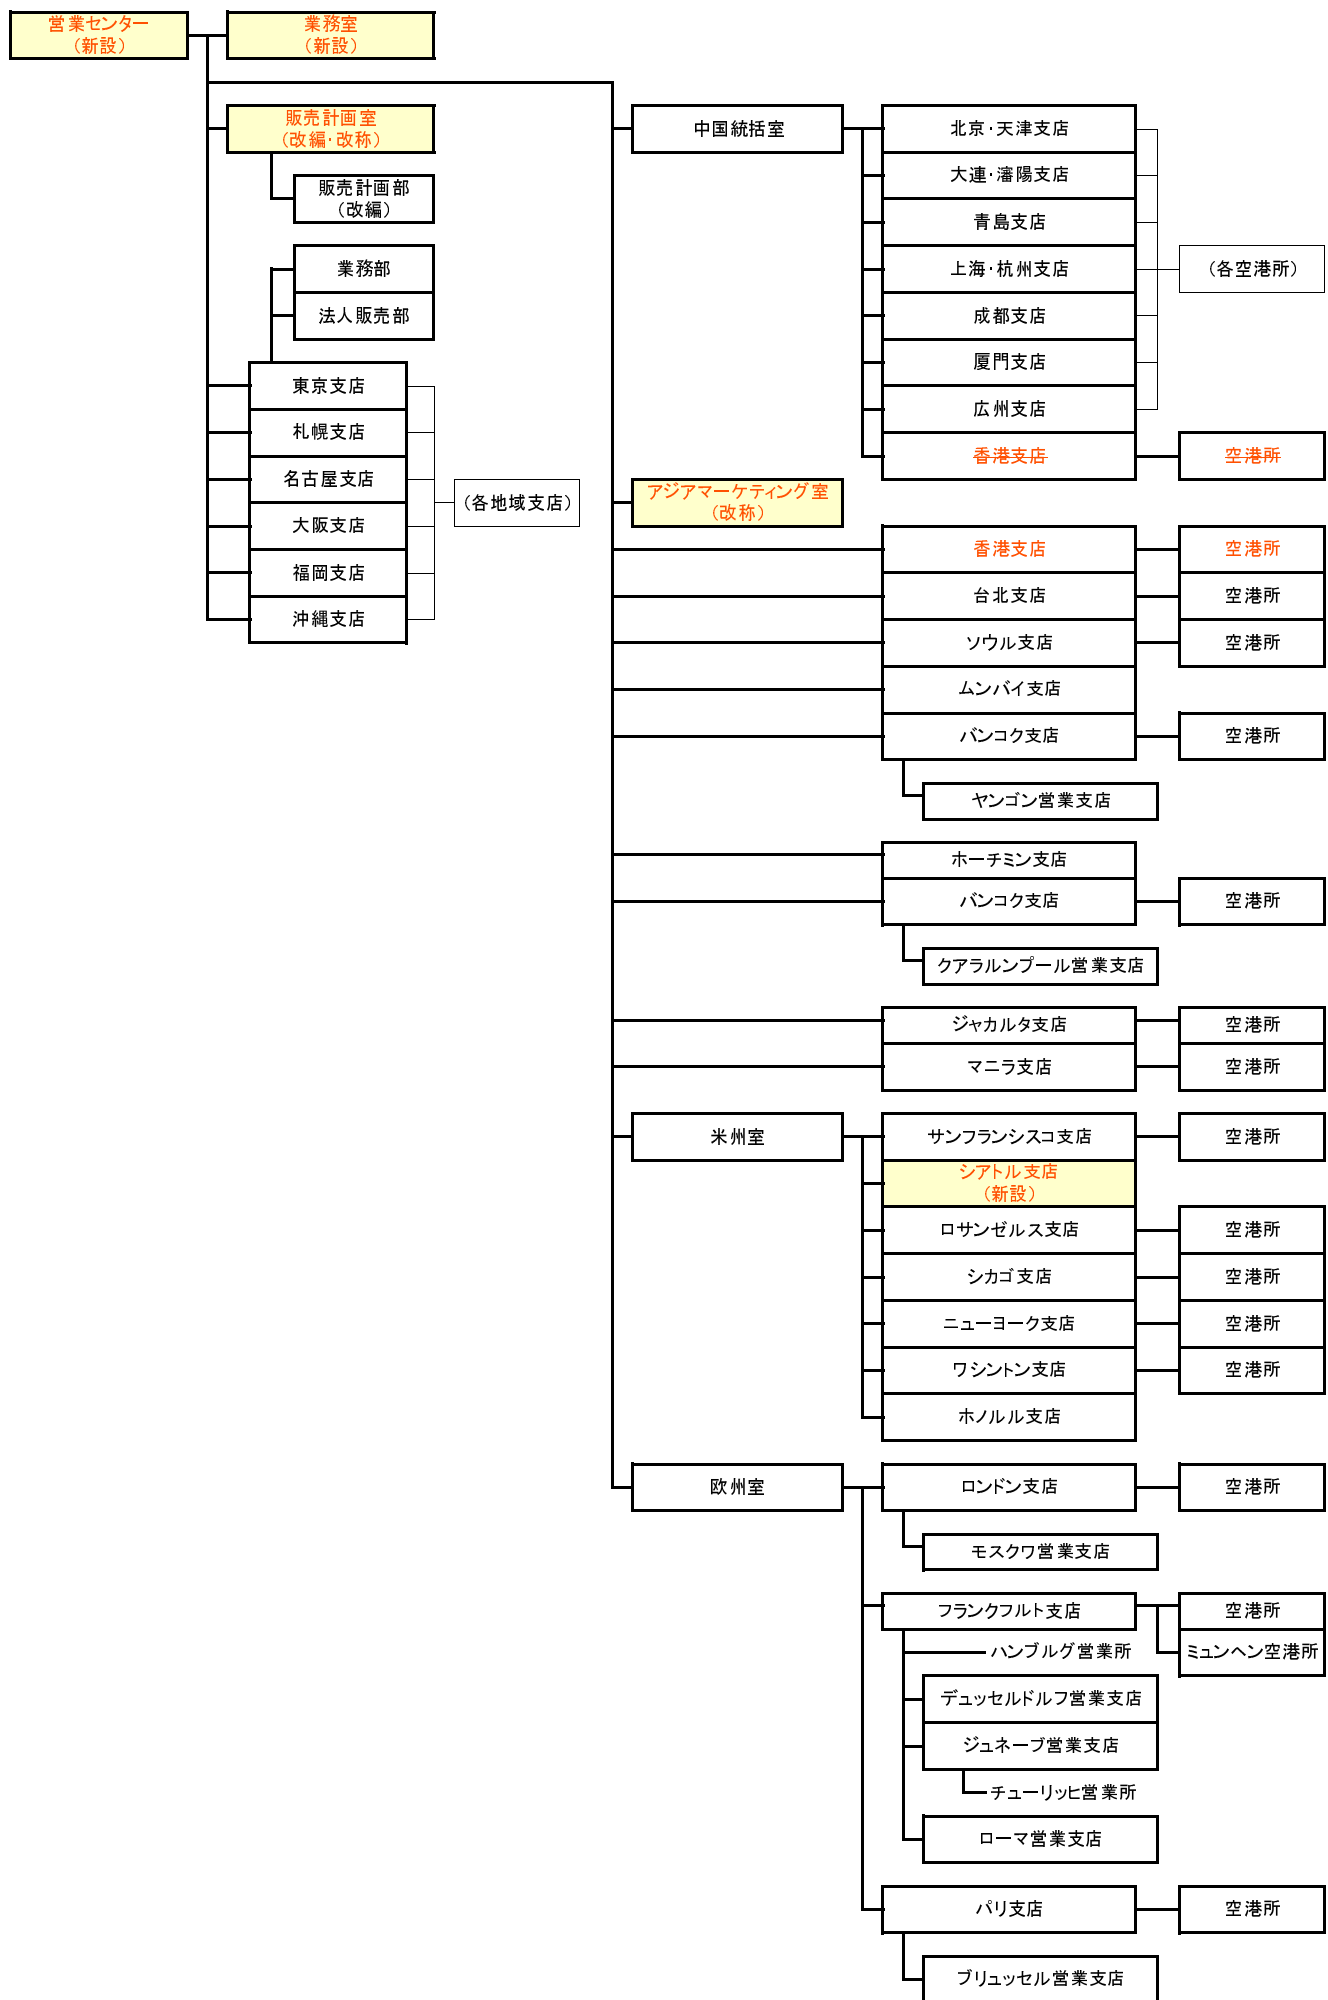 営業センター
（新設）
業務室
（新設）
販売計画室
（改編・改称）
販売計画部
（改編）
業務部
法人販売部
東京支店
札幌支店
名古屋支店
大阪支店
福岡支店
沖縄支店
（各地域支店）
中国統括室
北京・天津支店
大連・瀋陽支店
青島支店
上海・杭州支店
成都支店
厦門支店
広州支店
香港支店
（各空港所）
空港所
アジアマーケティング室
（改称）
香港支店
空港所
台北支店
空港所
ソウル支店
空港所
ムンバイ支店
バンコク支店
空港所
ヤンゴン営業支店
ホーチミン支店
バンコク支店
空港所
クアラルンプール営業支店
ジャカルタ支店
空港所
マニラ支店
空港所
米州室
サンフランシスコ支店
空港所
シアトル支店
（新設）
ロサンゼルス支店
空港所
シカゴ支店
空港所
ニューヨーク支店
空港所
ワシントン支店
空港所
ホノルル支店
欧州室
ロンドン支店
空港所
モスクワ営業支店
フランクフルト支店
空港所
ハンブルグ営業所
ミュンヘン空港所
デュッセルドルフ営業支店
ジュネーブ営業支店
チューリッヒ営業所
ローマ営業支店
パリ支店
空港所
ブリュッセル営業支店